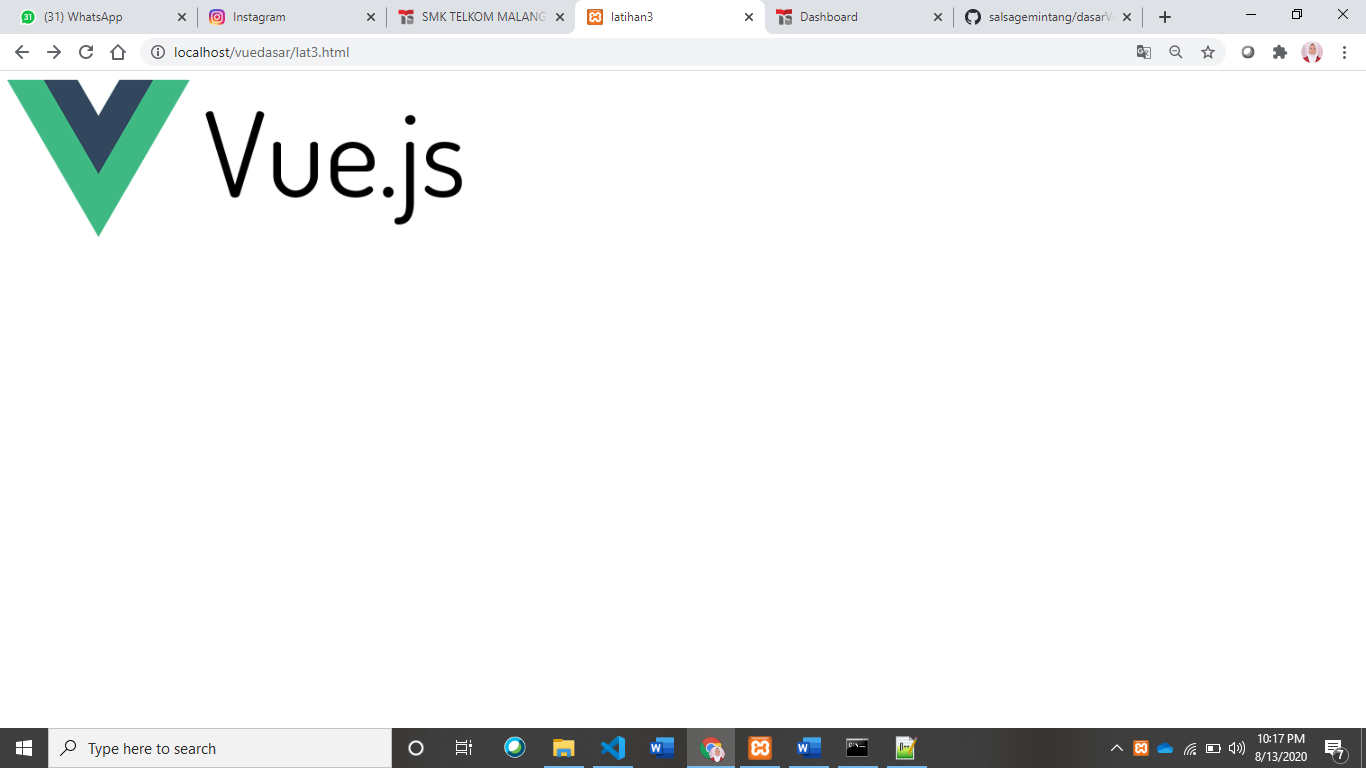 (31) WhatsApp
Instagram
SMK TELKOM MALANG
latihan3
Dashboard
salsagemintang/dasarV
localhost/vuedasar/lat3.html
Vue.js
Type here to search
10:17 PM
8/13/2020
7